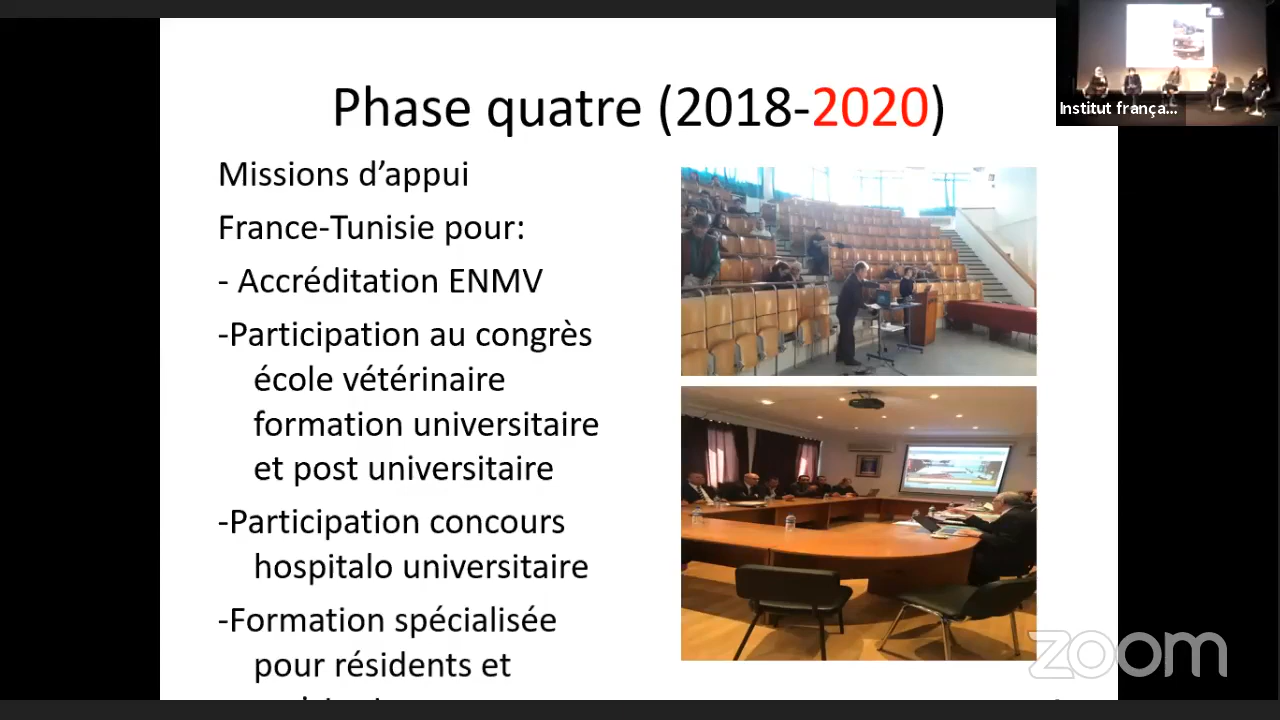 Phase quatre (2018-2020)
Missions d’appui
France-Tunisie pour:
- Accréditation ENMV
-Participation au congrès
école vétérinaire
formation universitaire
et post universitaire
-Participation concours
hospitalo universitaire
-Formation spécialisée
pour résidents et
Institut frança...
zoom